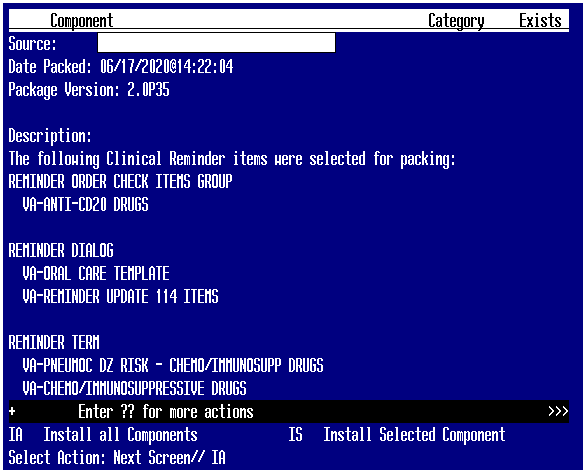 Component Category Exists
Source:
Date Packed: 06/17/2020@14:22:04
Package Version: 2.0P35
Description:
The following Clinical Reminder items were selected for packing:
REMINDER ORDER CHECK ITEMS GROUP
VA-ANTI-CD20 DRUGS
REMINDER DIALOG
VA-ORAL CARE TEMPLATE
VA-REMINDER UPDATE 114 ITEMS
REMINDER TERM
VA-PNEUMOC DZ RISK - CHEMO/IMMUNOSUPP DRUGS
VA-CHEMO/IMMUNOSUPPRESSIVE DRUGS
+ Enter ?? for more actions >>>
IA Install all Components IS Install Selected Component
Select Action: Next Screen// IA